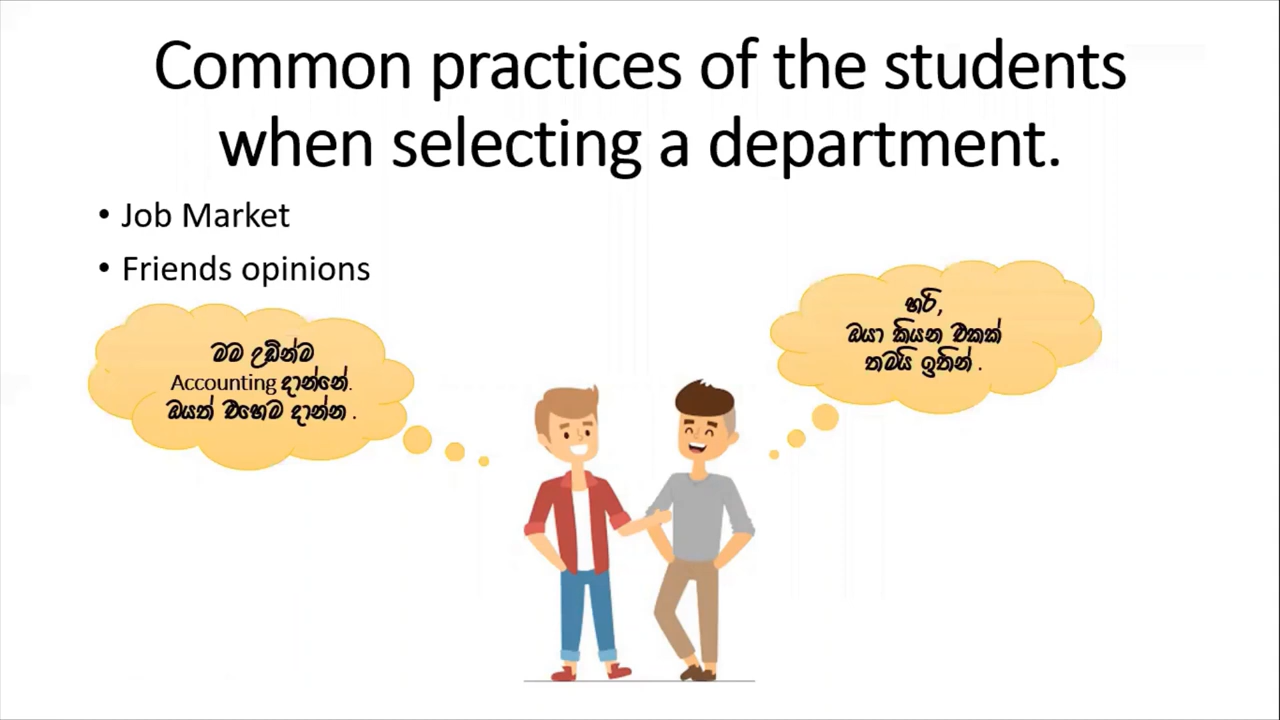 Common practices of the students
when selecting a department.
• Job Market
• Friends opinions
මම උඩින්ම
Accounting දාන්නේ.
ඔයත් එහෙම දාන්න .
හරි,
ඔයා කියන එකක්
තමයි ඉතින් .